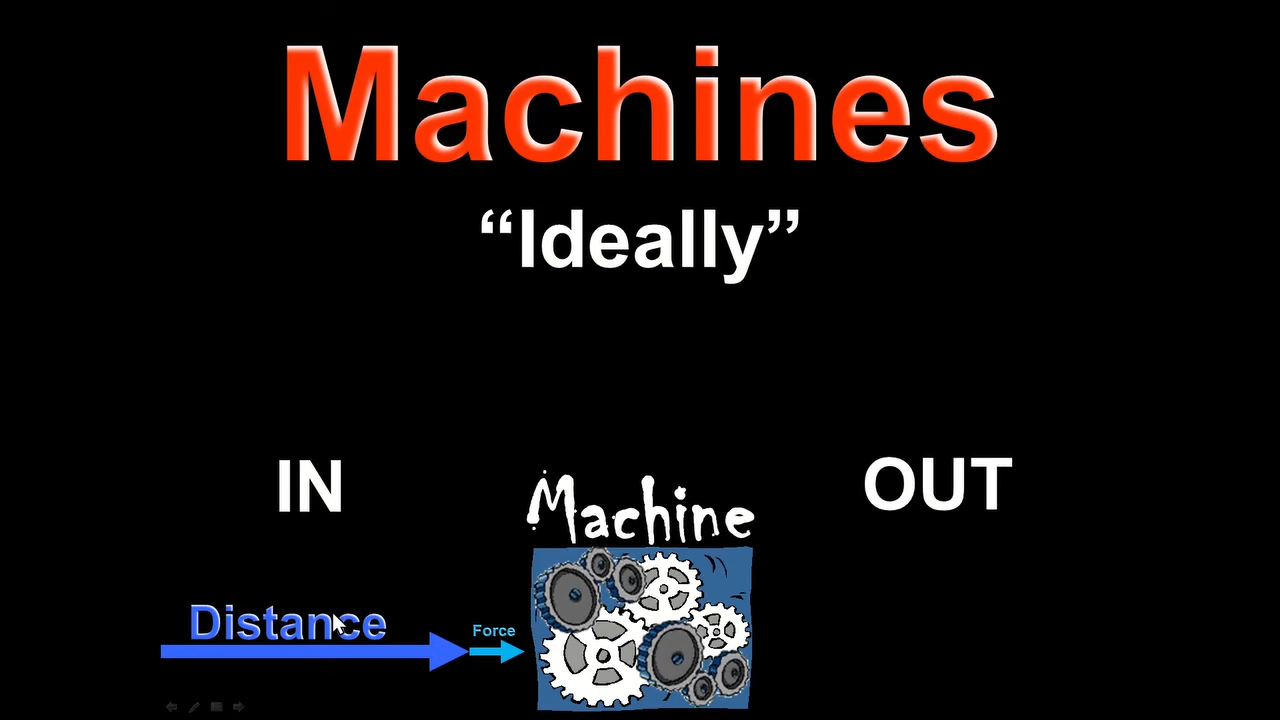 Machines
“Ideally”
IN
OUT
Machine
Distance
Force